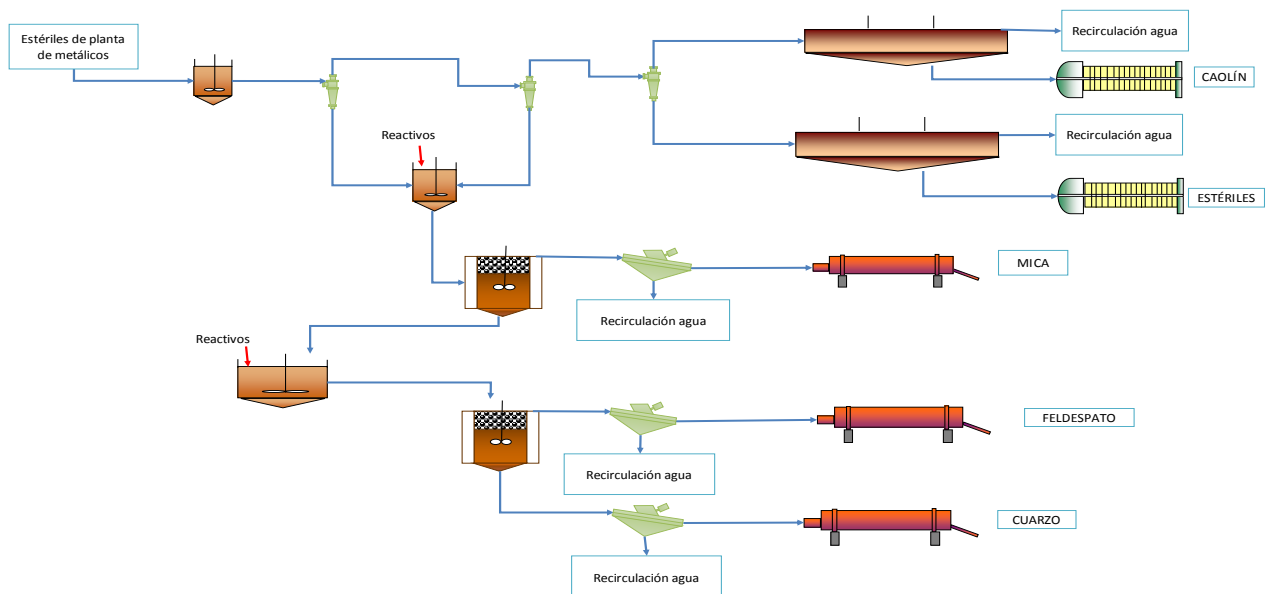 Estériles de planta
de metálicos
Recirculación agua
CAOLÍN
Recirculación agua
Reactivos
ESTÉRILES
MICA
Recirculación agua
Reactivos
FELDESPATO
Recirculación agua
CUARZO
Recirculación agua